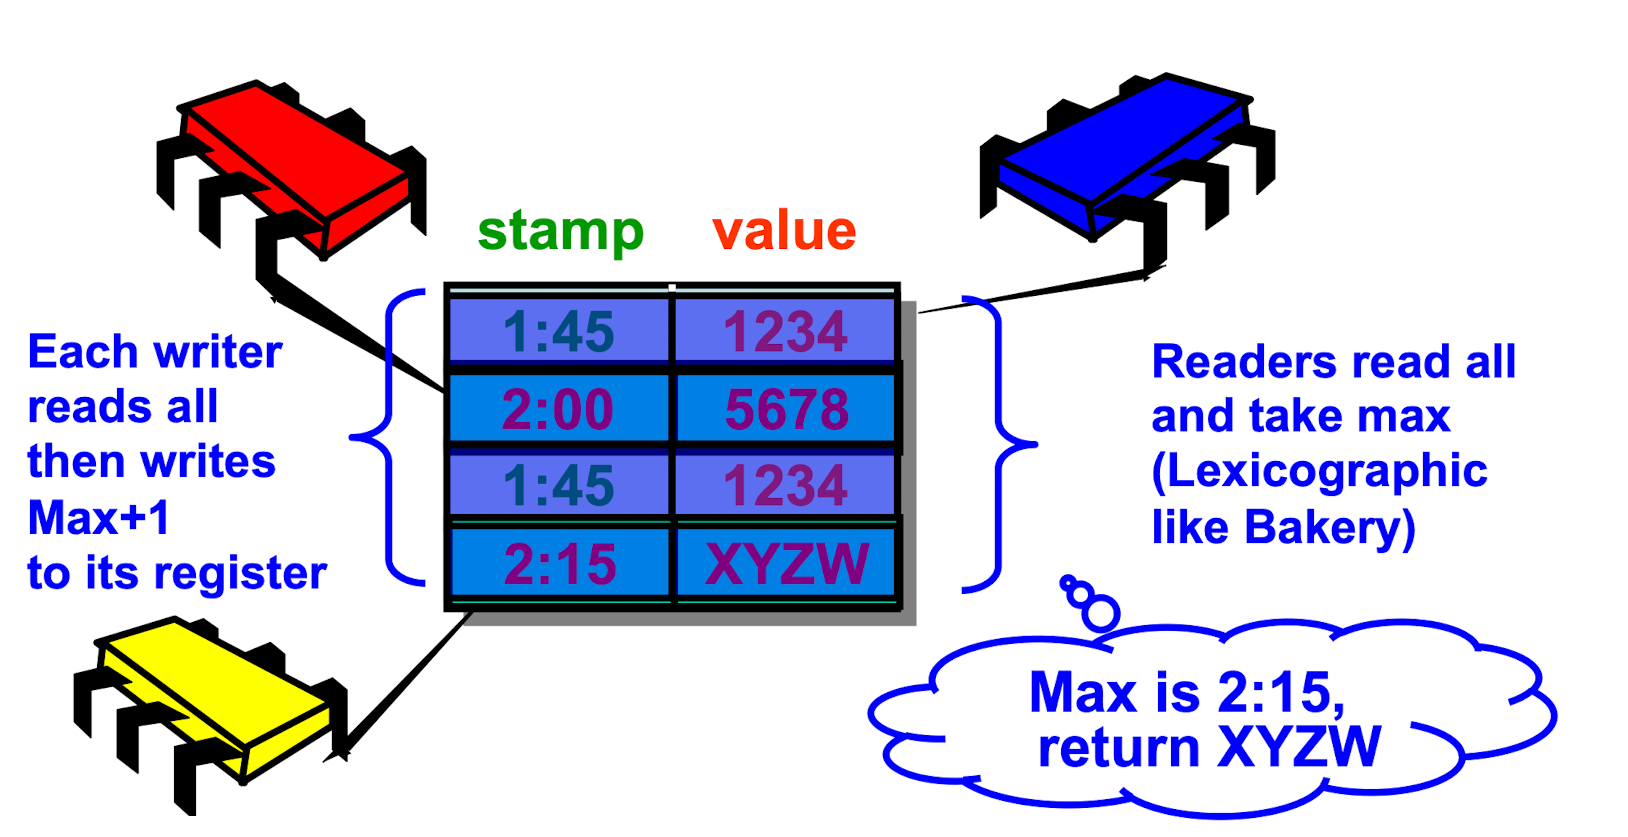 stamp value
1:45 1234
2:00 5678
1:45 1234
2:15 XYZW
Each writer
reads all
then writes
Max+1
to its register
Readers read all
and take max
(Lexicographic
like Bakery)
Max is 2:15,
return XYZW